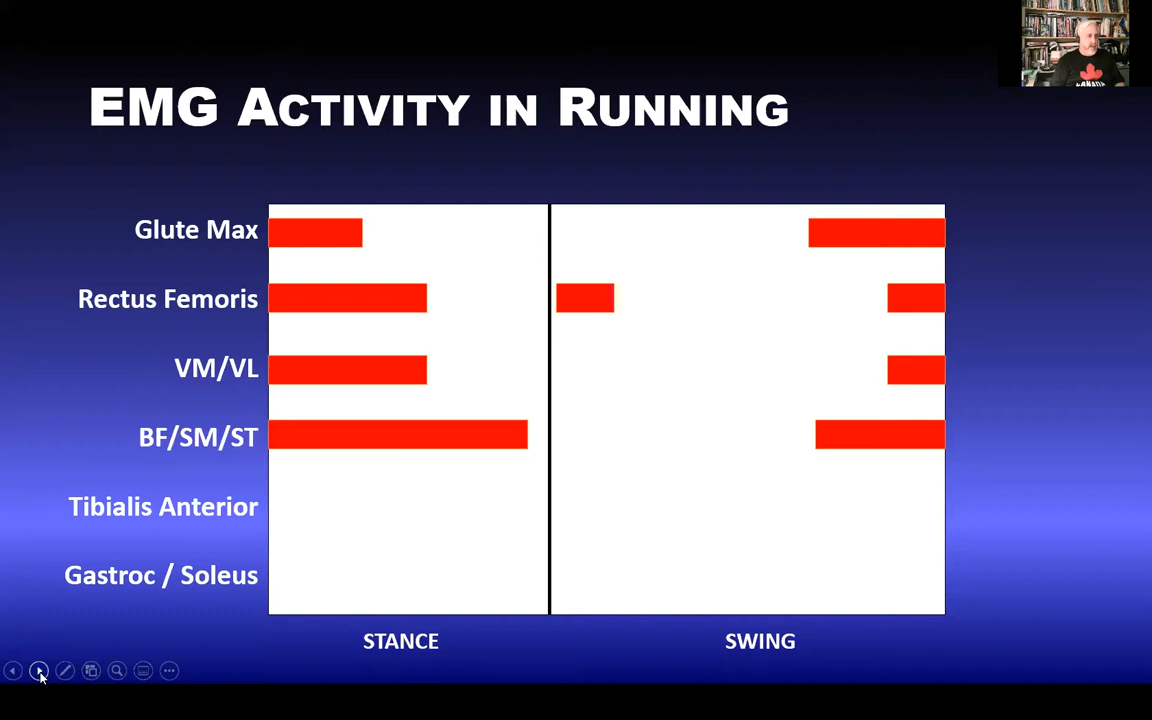 EMG ACTIVITY IN RUNNING
Glute Max
Rectus Femoris
VM/VL
BF/SM/ST
Tibialis Anterior
Gastroc / Soleus
STANCE
SWING